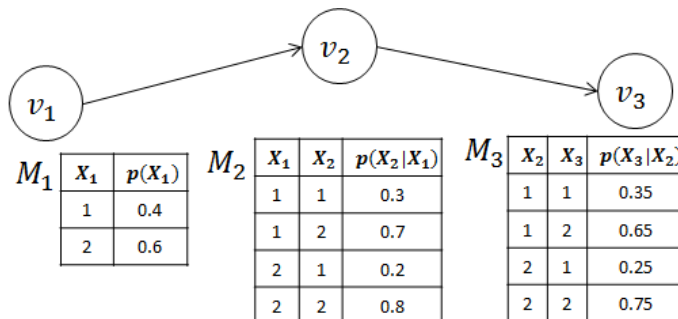 v₁
v₂
v₃
M₁
X₁ p(X₁)
1 0.4
2 0.6
M₂
X₁ X₂ p(X₂|X₁)
1 1 0.3
1 2 0.7
2 1 0.2
2 2 0.8
M₃
X₂ X₃ p(X₃|X₂)
1 1 0.35
1 2 0.65
2 1 0.25
2 2 0.75